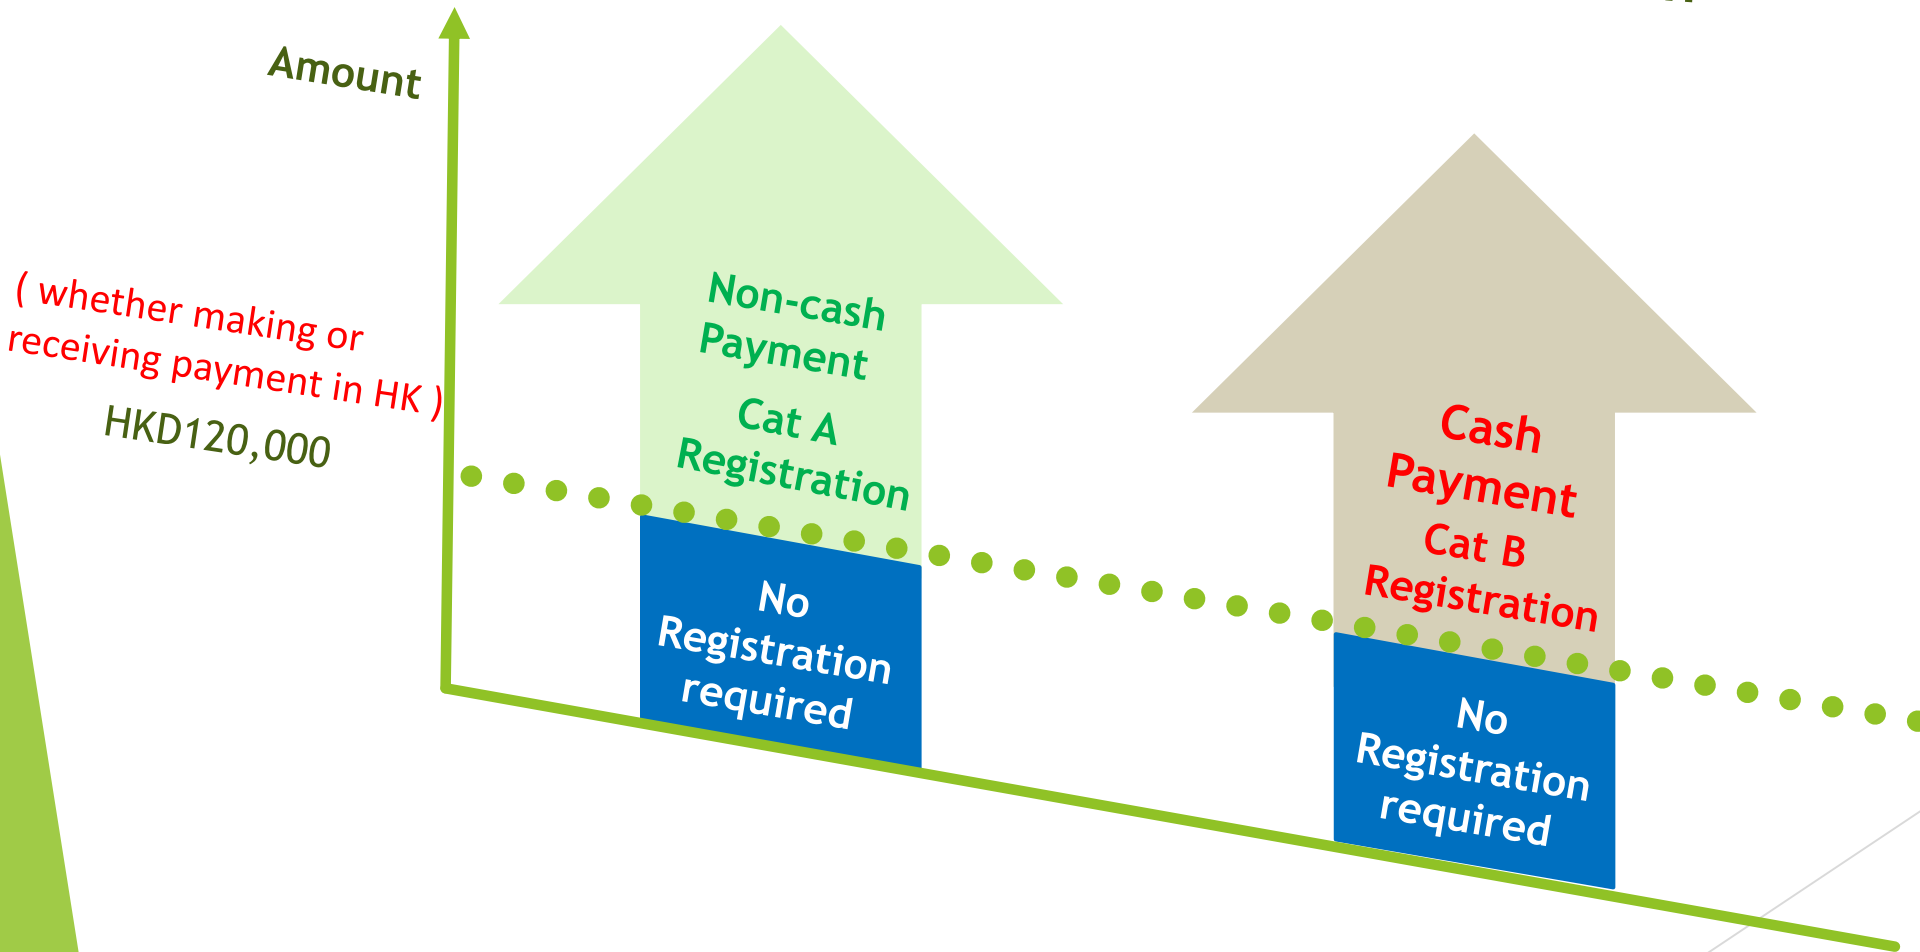 Amount
( whether making or
receiving payment in HK )
HKD120,000
Non-cash
Payment
Cat A
Registration
No
Registration
required
Cash
Payment
Cat B
Registration
No
Registration
required